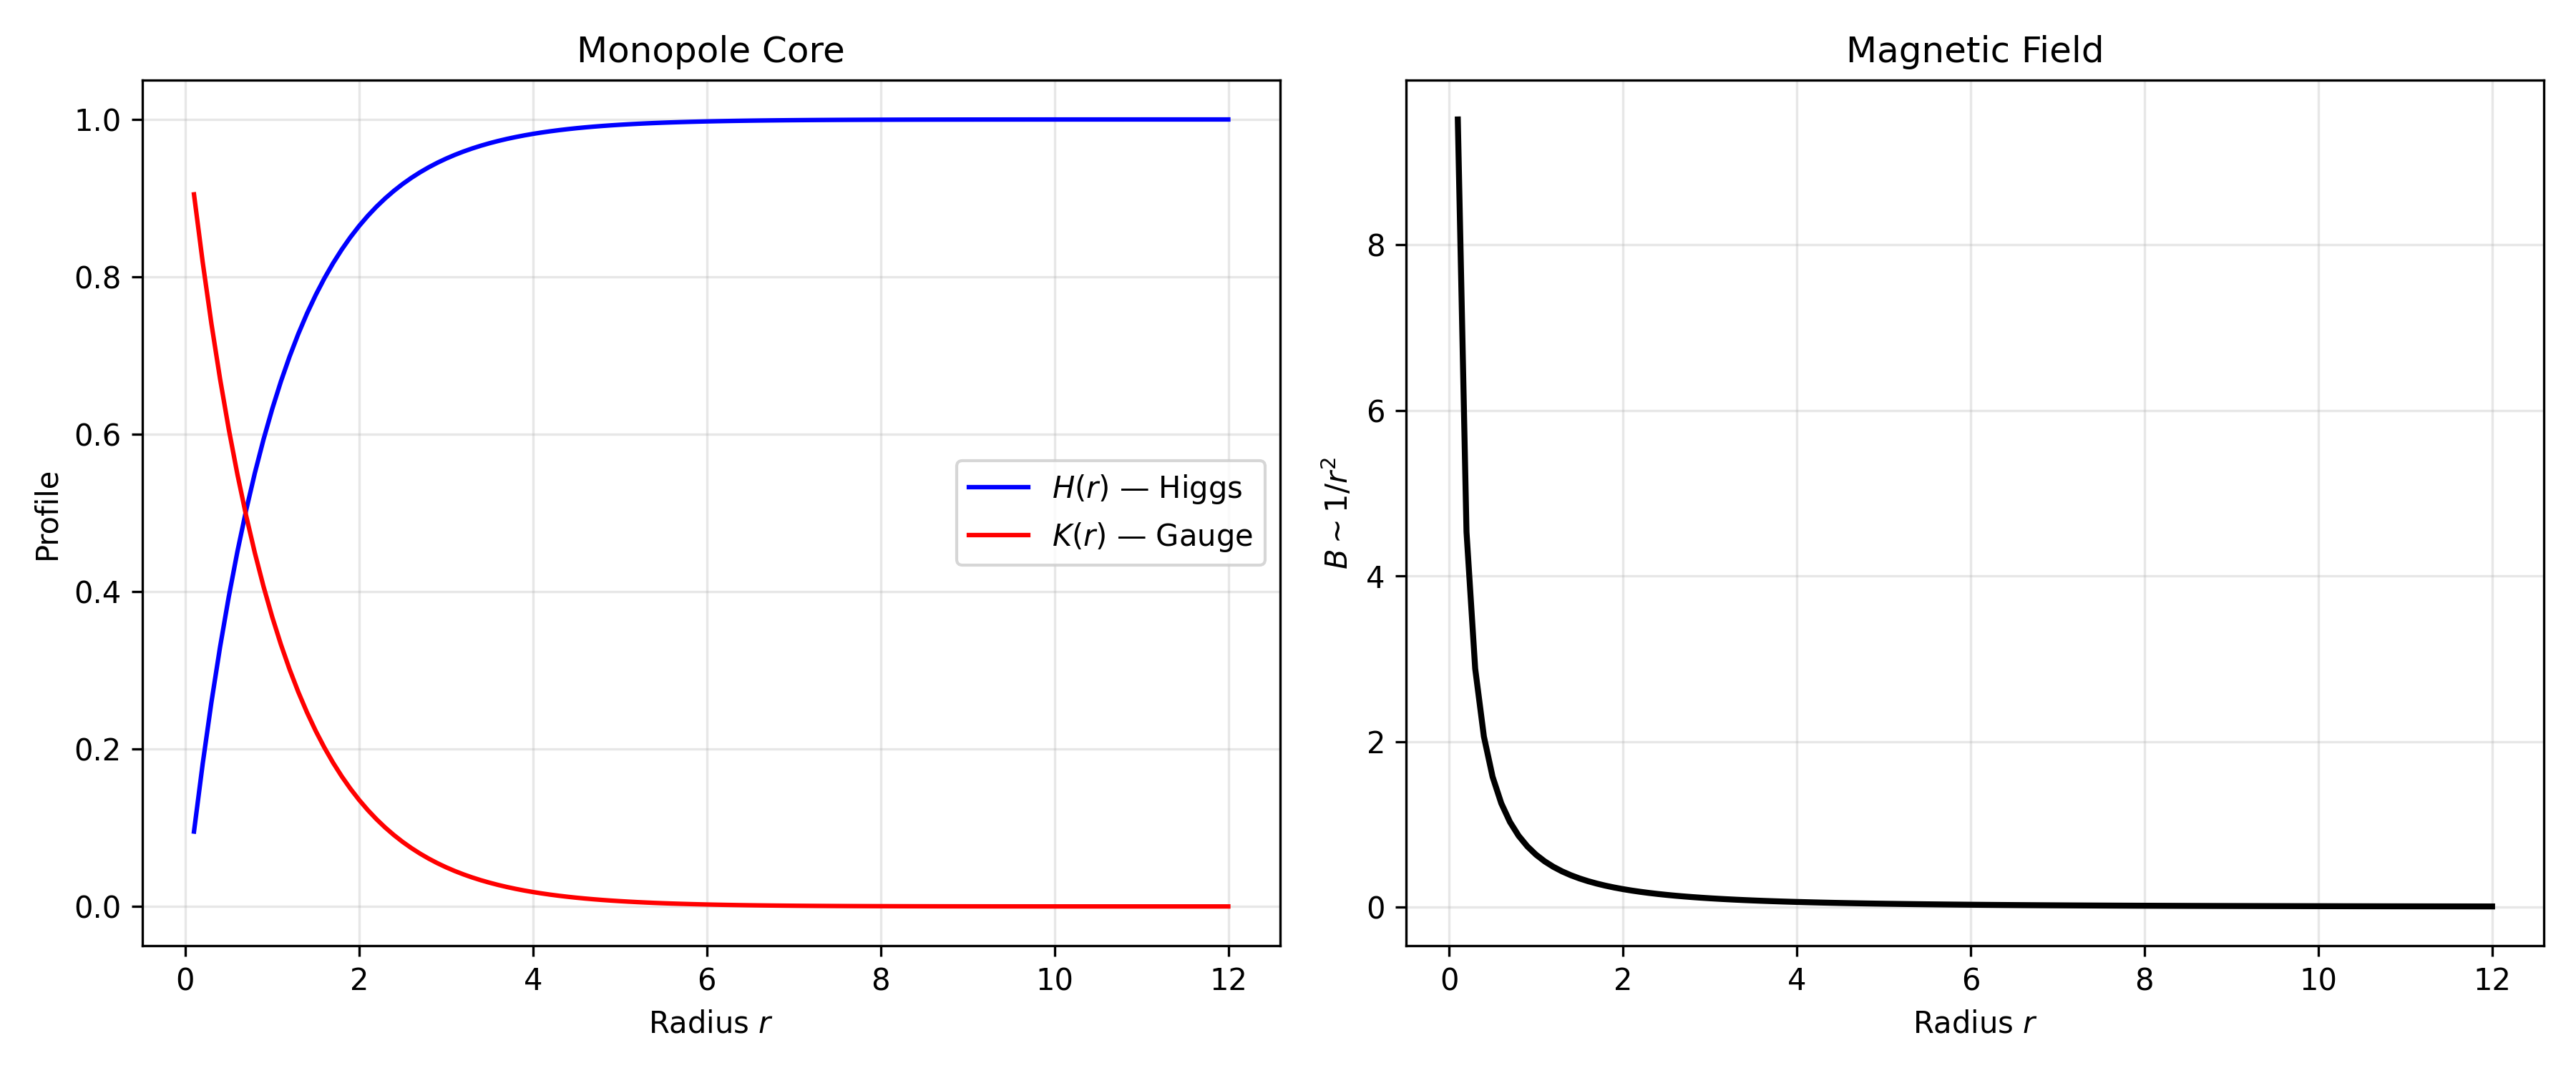 Monopole Core
1.0
0.8
0.6
0.4
0.2
0.0
Profile
H(r) — Higgs
K(r) — Gauge
0 2 4 6 8 10 12
Radius r
Magnetic Field
8
6
4
2
0
B ~ 1/r²
0 2 4 6 8 10 12
Radius r